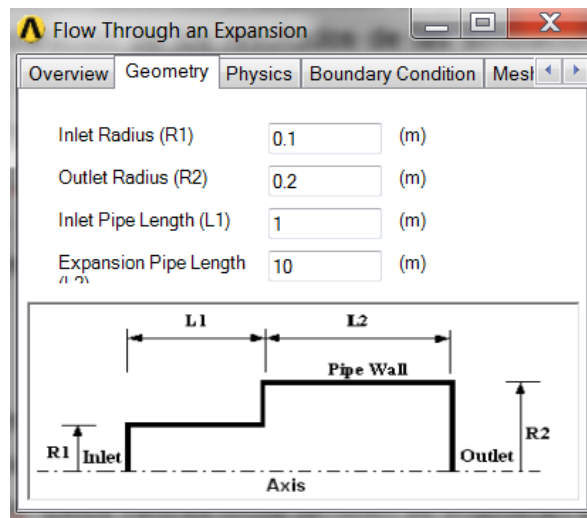 Flow Through an Expansion
Overview Geometry Physics Boundary Condition Mesh
Inlet Radius (R1) 0.1 (m)
Outlet Radius (R2) 0.2 (m)
Inlet Pipe Length (L1) 1 (m)
Expansion Pipe Length 10 (m)
(L2)
L1 L2
Pipe Wall
R1 Inlet Outlet R2
Axis